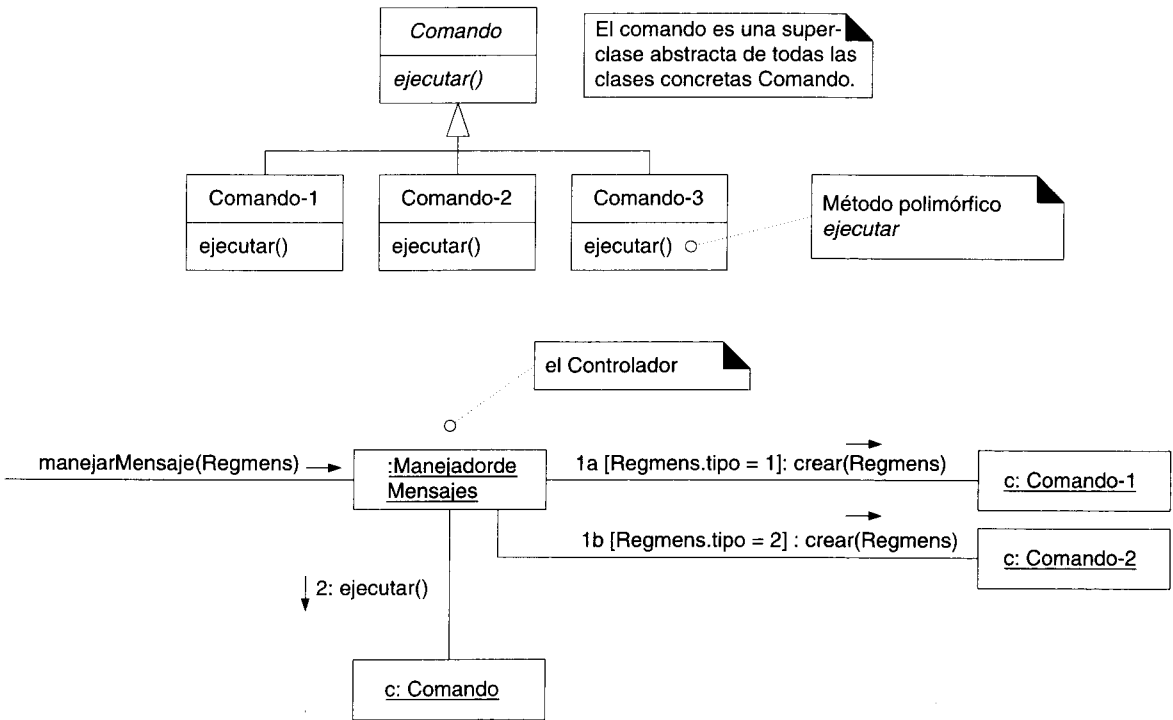 Comando
ejecutar()
El comando es una super-
clase abstracta de todas las
clases concretas Comando.
Comando-1
ejecutar()
Comando-2
ejecutar()
Comando-3
ejecutar()
Método polimórfico
ejecutar
el Controlador
manejarMensaje(Regmens)
:Manejadorde
Mensajes
1a [Regmens.tipo = 1]: crear(Regmens)
c: Comando-1
1b [Regmens.tipo = 2] : crear(Regmens)
c: Comando-2
2: ejecutar()
c: Comando